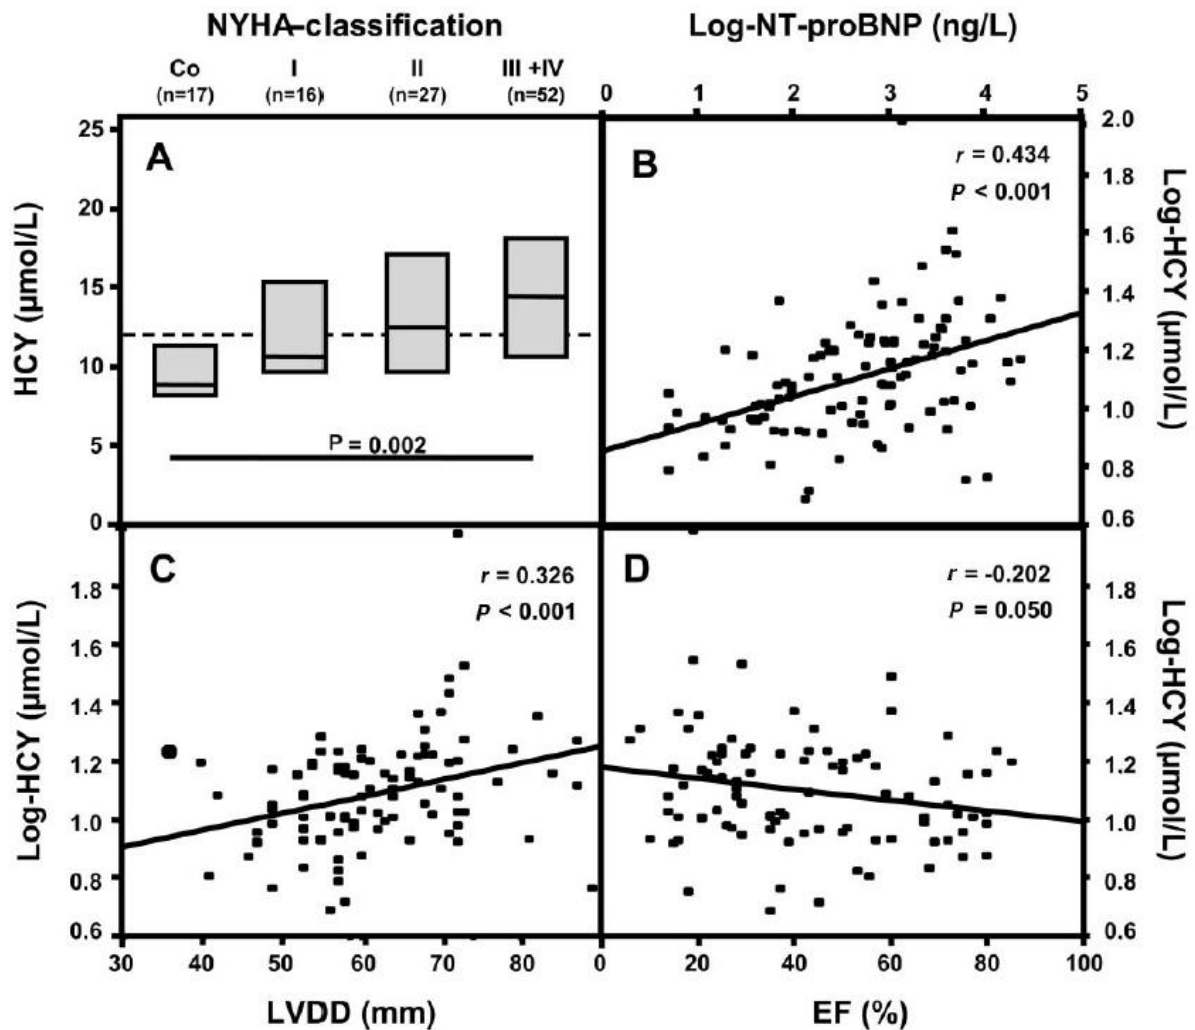 NYHA-classification
Log-NT-proBNP (ng/L)
Co
I
II
III +IV
(n=17)
(n=16)
(n=27)
(n=52)
0 1 2 3 4 5
HCY (µmol/L)
25
20
15
10
5
0
A
P = 0.002
B
r = 0.434
P < 0.001
2.0
1.8
1.6
1.4
1.2
1.0
0.8
0.6
Log-HCY (µmol/L)
Log-HCY (µmol/L)
1.8
1.6
1.4
1.2
1.0
0.8
0.6
C
r = 0.326
P < 0.001
D
r = -0.202
P = 0.050
1.8
1.6
1.4
1.2
1.0
0.8
0.6
Log-HCY (µmol/L)
30 40 50 60 70 80
0 20 40 60 80 100
LVDD (mm)
EF (%)